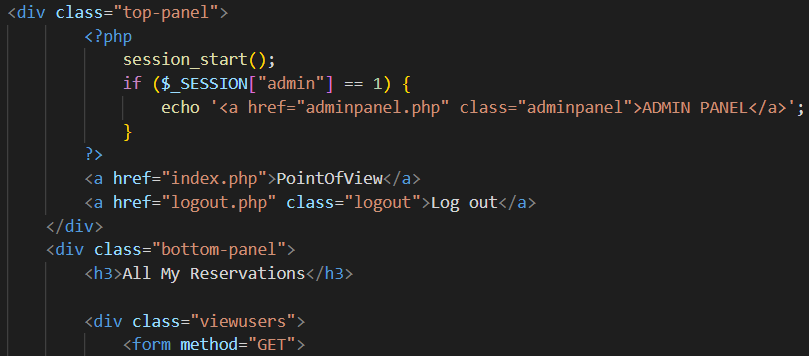 <div class="top-panel">
<?php
session_start();
if ($_SESSION["admin"] == 1) {
echo '<a href="adminpanel.php" class="adminpanel">ADMIN PANEL</a>';
}
?>
<a href="index.php">PointOfView</a>
<a href="logout.php" class="logout">Log out</a>
</div>
<div class="bottom-panel">
<h3>All My Reservations</h3>
<div class="viewusers">
<form method="GET">